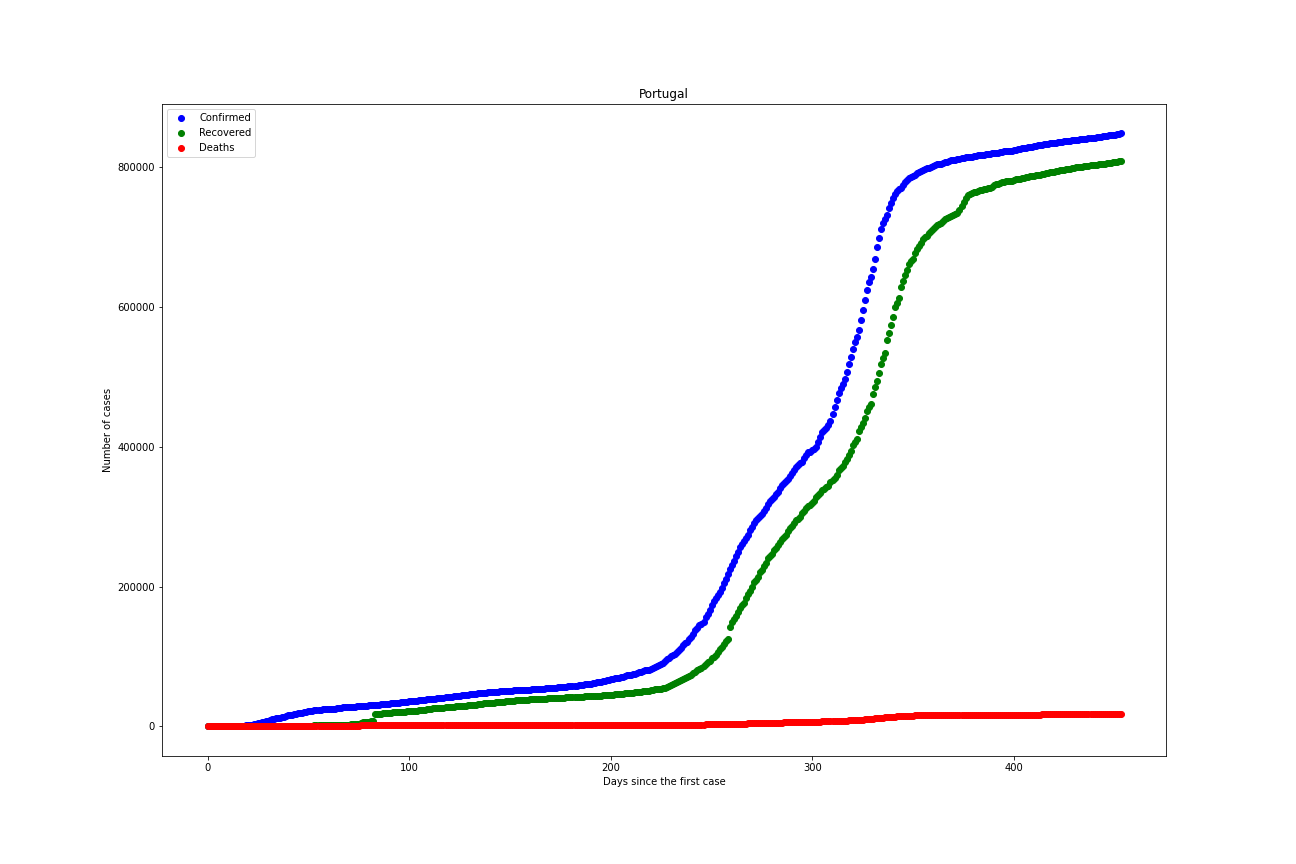 Portugal
Confirmed
Recovered
Deaths
800000
600000
400000
200000
0
Number of cases
0 100 200 300 400
Days since the first case